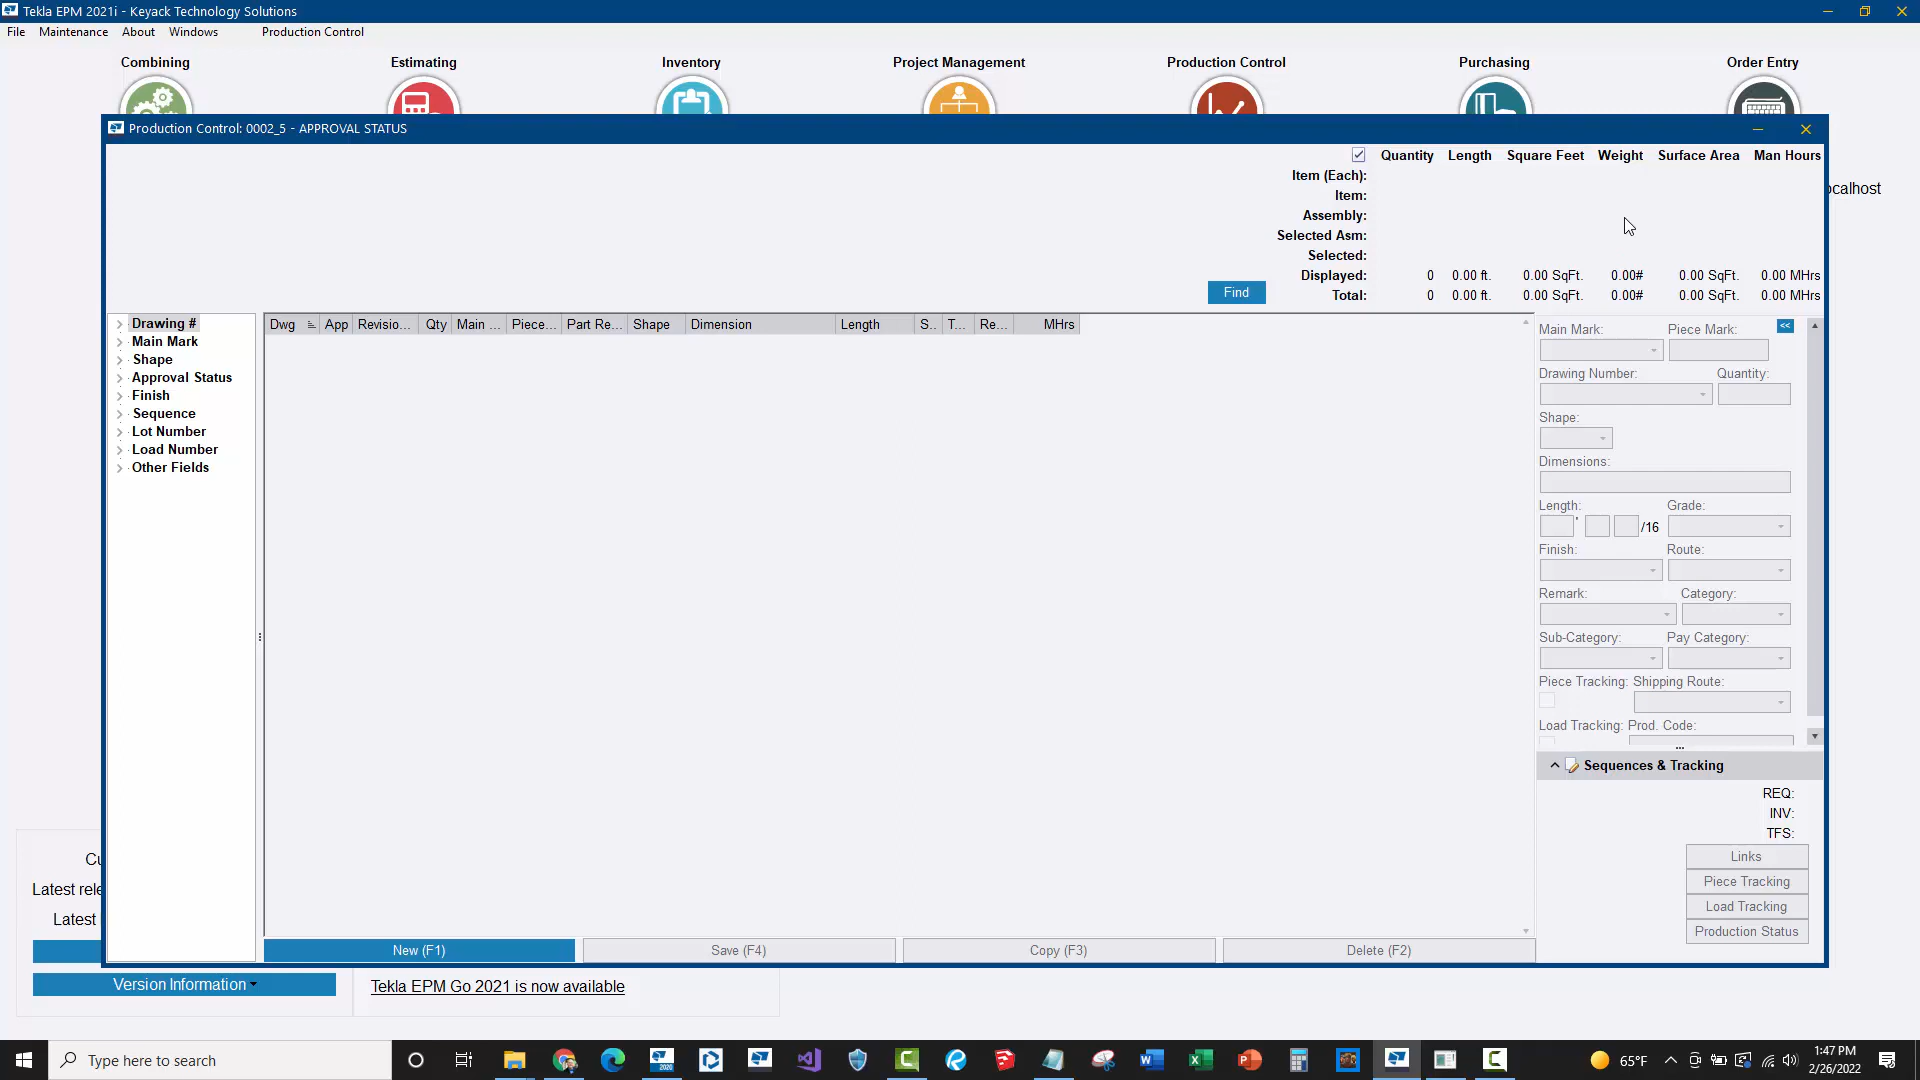 Tekla EPM 2021i - Keyack Technology Solutions
File Maintenance About Windows Production Control
Combining Estimating Inventory Project Management Production Control Purchasing Order Entry
Production Control: 0002_5 - APPROVAL STATUS
Quantity Length Square Feet Weight Surface Area Man Hours
Item (Each):
ocalhost
Item:
Assembly:
Selected Asm:
Selected:
Displayed: 0 0.00 ft. 0.00 SqFt. 0.00# 0.00 SqFt. 0.00 MHrs
Find
Total: 0 0.00 ft. 0.00 SqFt. 0.00# 0.00 SqFt. 0.00 MHrs
Drawing #
Main Mark
Shape
Approval Status
Finish
Sequence
Lot Number
Load Number
Other Fields
Dwg App Revisio... Qty Main ... Piece... Part Re... Shape Dimension Length S.. T... Re... MHrs
Main Mark: Piece Mark: <<
Drawing Number: Quantity:
Shape:
Dimensions:
Length: Grade:
' /16
Finish: Route:
Remark: Category:
Sub-Category: Pay Category:
Piece Tracking: Shipping Route:
Load Tracking: Prod. Code:
Sequences & Tracking
REQ:
INV:
TFS:
Links
Piece Tracking
Load Tracking
Production Status
New (F1) Save (F4) Copy (F3) Delete (F2)
Cu
Latest rele
Latest
Version Information
Tekla EPM Go 2021 is now available
Type here to search
2020
65°F
1:47 PM
2/26/2022